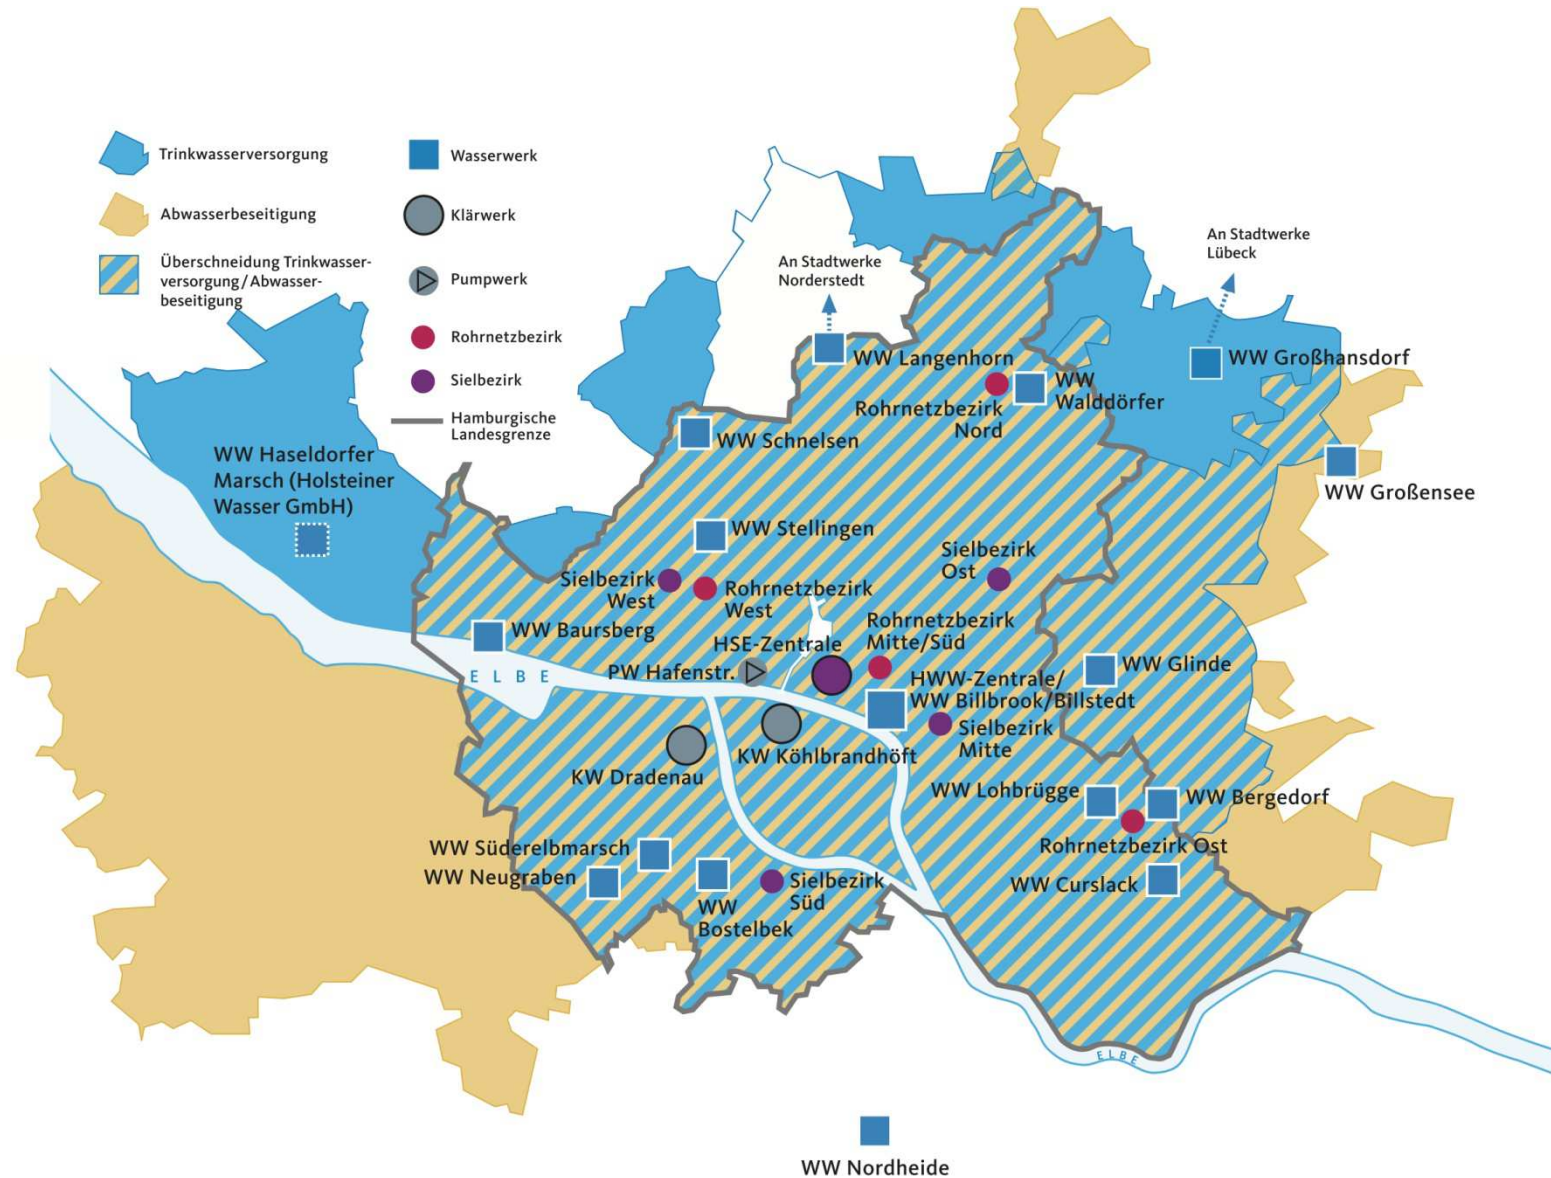 Trinkwasserversorgung
Abwasserbeseitigung
Überschneidung Trinkwasser-
versorgung/Abwasser-
beseitigung
Wasserwerk
Klärwerk
Pumpwerk
Rohrnetzbezirk
Sielbezirk
Hamburgische
Landesgrenze
An Stadtwerke
Norderstedt
An Stadtwerke
Lübeck
WW Langenhorn
WW Großhansdorf
Rohrnetzbezirk
Nord
WW
Walddörfer
WW Schnelsen
WW Haseldorfer
Marsch (Holsteiner
Wasser GmbH)
WW Großensee
WW Stellingen
Sielbezirk
Ost
Sielbezirk
West
Rohrnetzbezirk
West
Rohrnetzbezirk
Mitte/Süd
WW Baursberg
HSE-Zentrale
PW Hafenstr.
ELBE
WW Glinde
HWW-Zentrale/
WW Billbrook/Billstedt
Sielbezirk
Mitte
KW Köhlbrandhöft
KW Dradenau
WW Lohbrügge
WW Bergedorf
Rohrnetzbezirk Ost
WW Curslack
WW Süderelbmarsch
WW Neugraben
WW
Bostelbek
Sielbezirk
Süd
ELBE
WW Nordheide